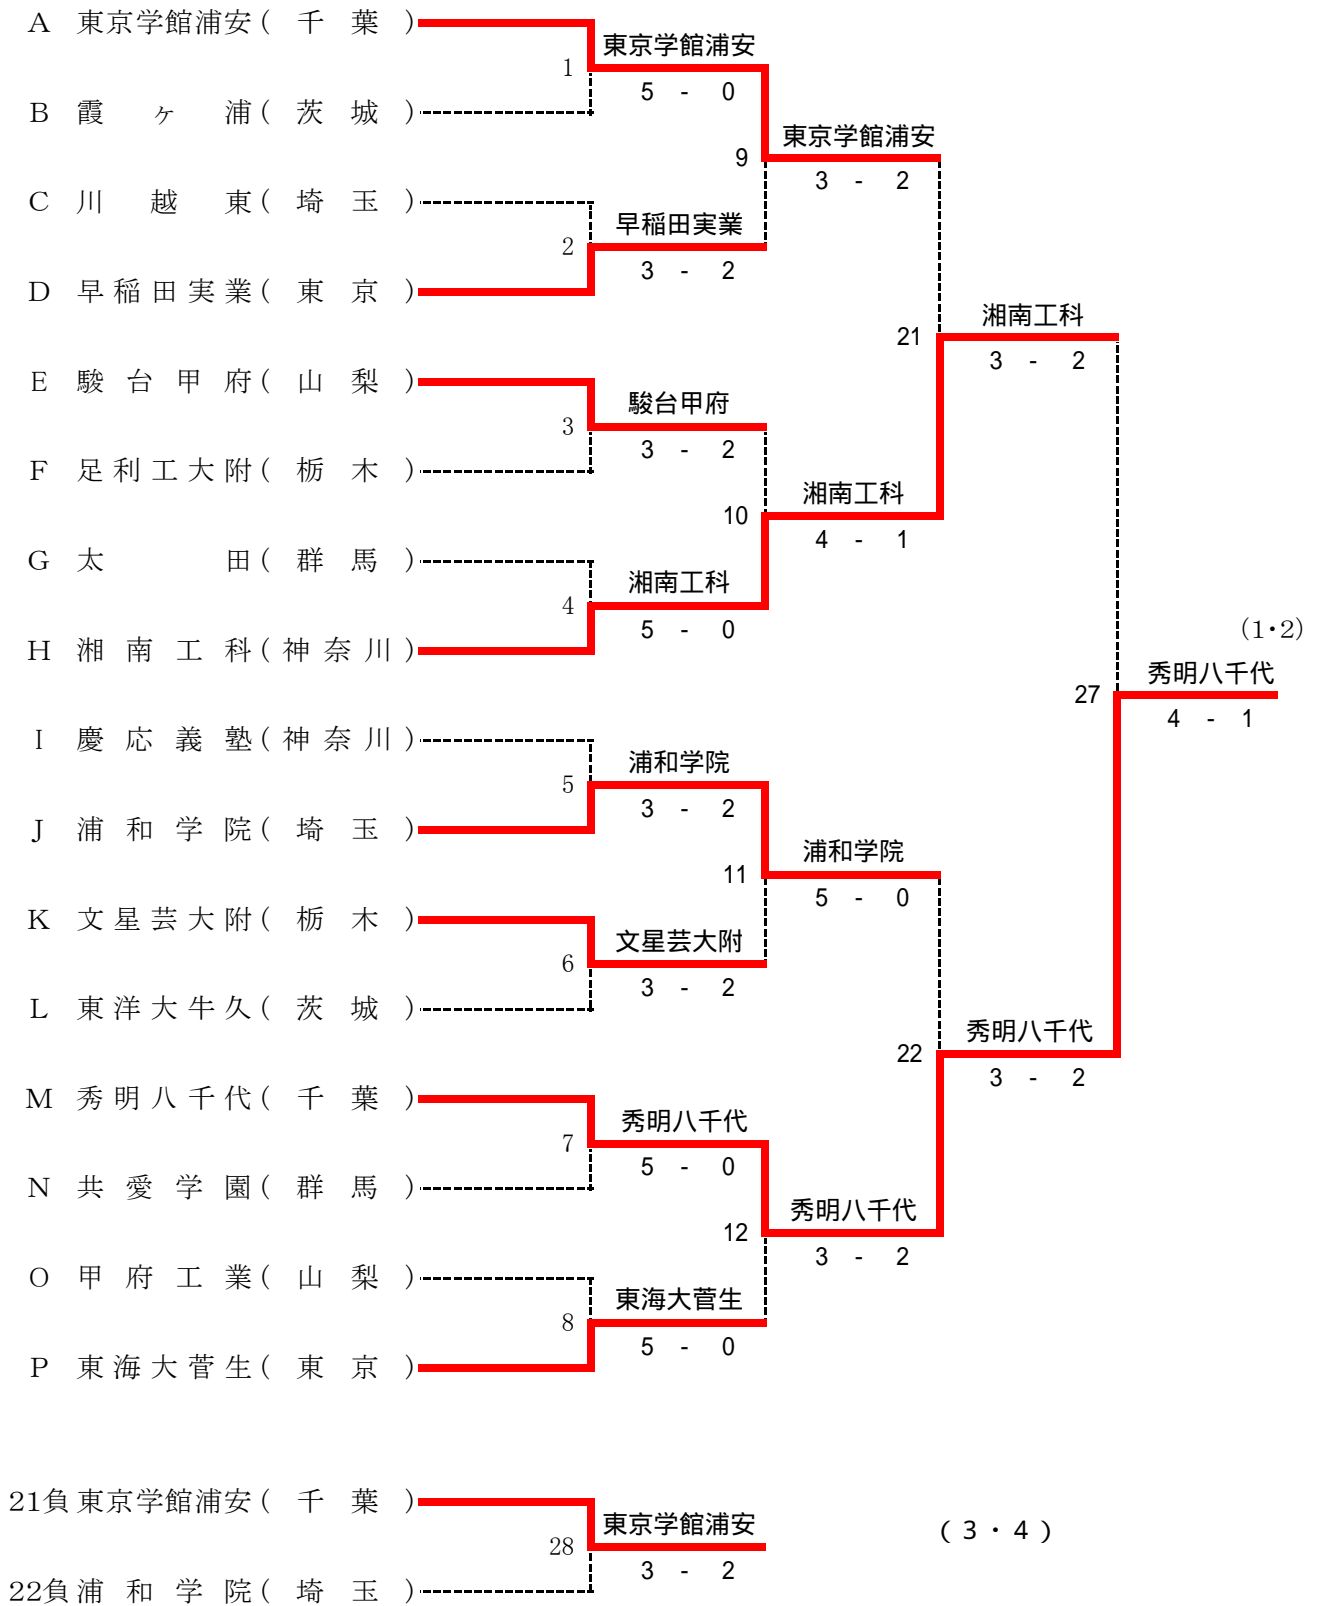 A 東京学館浦安 ( 千 葉 )
東京学館浦安
1
5 - 0
B 霞 ヶ 浦 ( 茨 城 )
東京学館浦安
9
3 - 2
C 川 越 東 ( 埼 玉 )
早稲田実業
2
3 - 2
D 早稲田実業 ( 東 京 )
湘南工科
21
3 - 2
E 駿台甲府 ( 山 梨 )
駿台甲府
3
3 - 2
F 足利工大附 ( 栃 木 )
湘南工科
10
4 - 1
G 太 田 ( 群 馬 )
湘南工科
4
5 - 0
(1・2)
H 湘南工科 ( 神奈川 )
秀明八千代
27
4 - 1
I 慶応義塾 ( 神奈川 )
浦和学院
5
3 - 2
J 浦和学院 ( 埼 玉 )
浦和学院
11
5 - 0
K 文星芸大附 ( 栃 木 )
文星芸大附
6
3 - 2
L 東洋大牛久 ( 茨 城 )
秀明八千代
22
3 - 2
M 秀明八千代 ( 千 葉 )
秀明八千代
7
5 - 0
N 共愛学園 ( 群 馬 )
秀明八千代
12
3 - 2
O 甲府工業 ( 山 梨 )
東海大菅生
8
5 - 0
P 東海大菅生 ( 東 京 )
21負 東京学館浦安 ( 千 葉 )
東京学館浦安
(3・4)
28
3 - 2
22負 浦和学院 ( 埼 玉 )